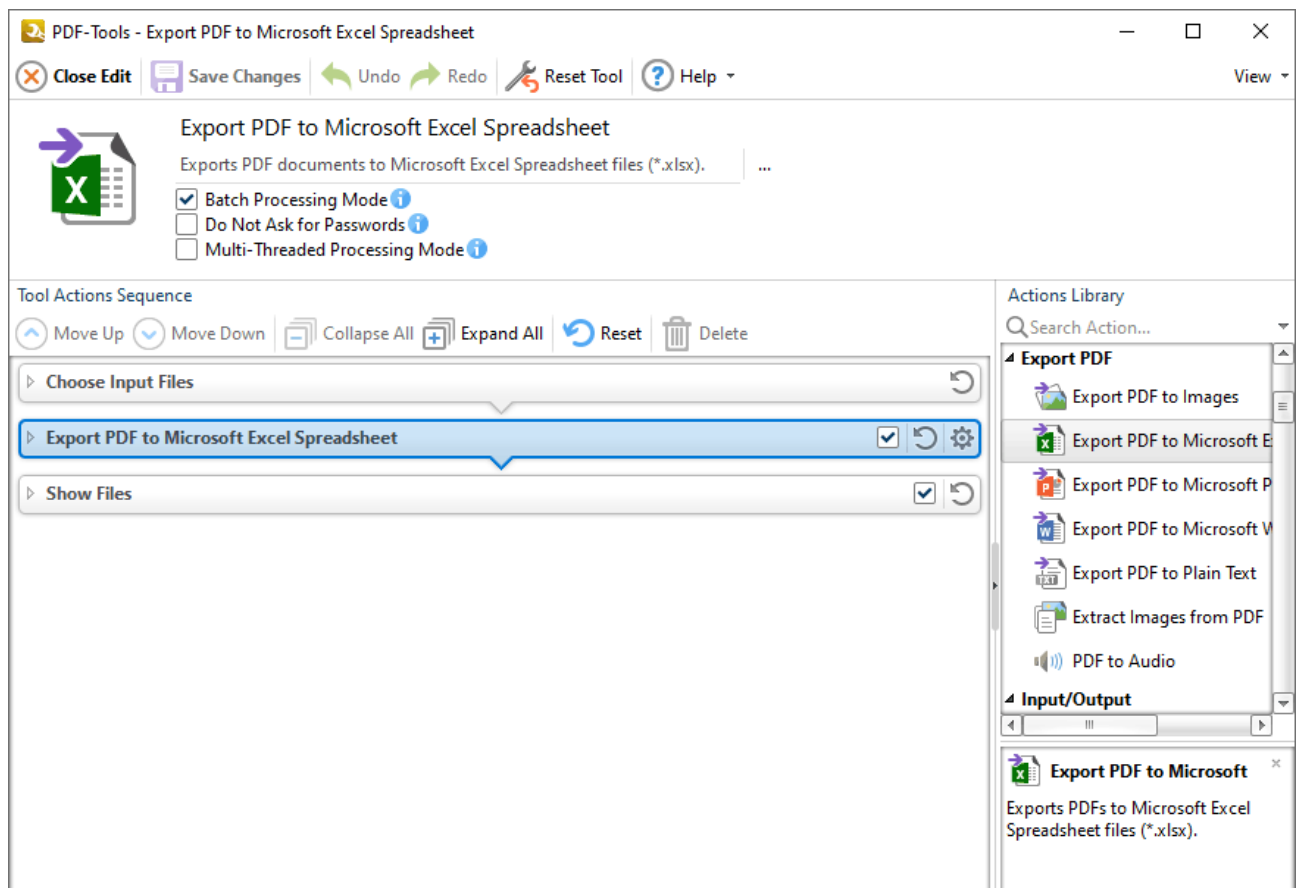 PDF-Tools - Export PDF to Microsoft Excel Spreadsheet
Close Edit Save Changes Undo Redo Reset Tool ? Help View
Export PDF to Microsoft Excel Spreadsheet
Exports PDF documents to Microsoft Excel Spreadsheet files (*.xlsx). ...
Batch Processing Mode
Do Not Ask for Passwords
Multi-Threaded Processing Mode
Tool Actions Sequence
Move Up Move Down Collapse All Expand All Reset Delete
Choose Input Files
Export PDF to Microsoft Excel Spreadsheet
Show Files
Actions Library
Search Action...
Export PDF
Export PDF to Images
Export PDF to Microsoft E
Export PDF to Microsoft P
Export PDF to Microsoft W
Export PDF to Plain Text
Extract Images from PDF
PDF to Audio
Input/Output
Export PDF to Microsoft
Exports PDFs to Microsoft Excel
Spreadsheet files (*.xlsx).